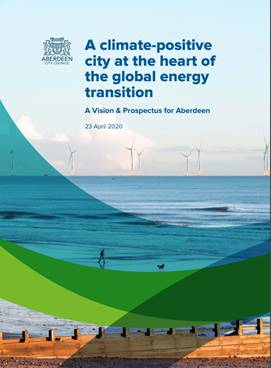 ABERDEEN
CITY COUNCIL
A climate-positive
city at the heart of
the global energy
transition
A Vision & Prospectus for Aberdeen
23 April 2020